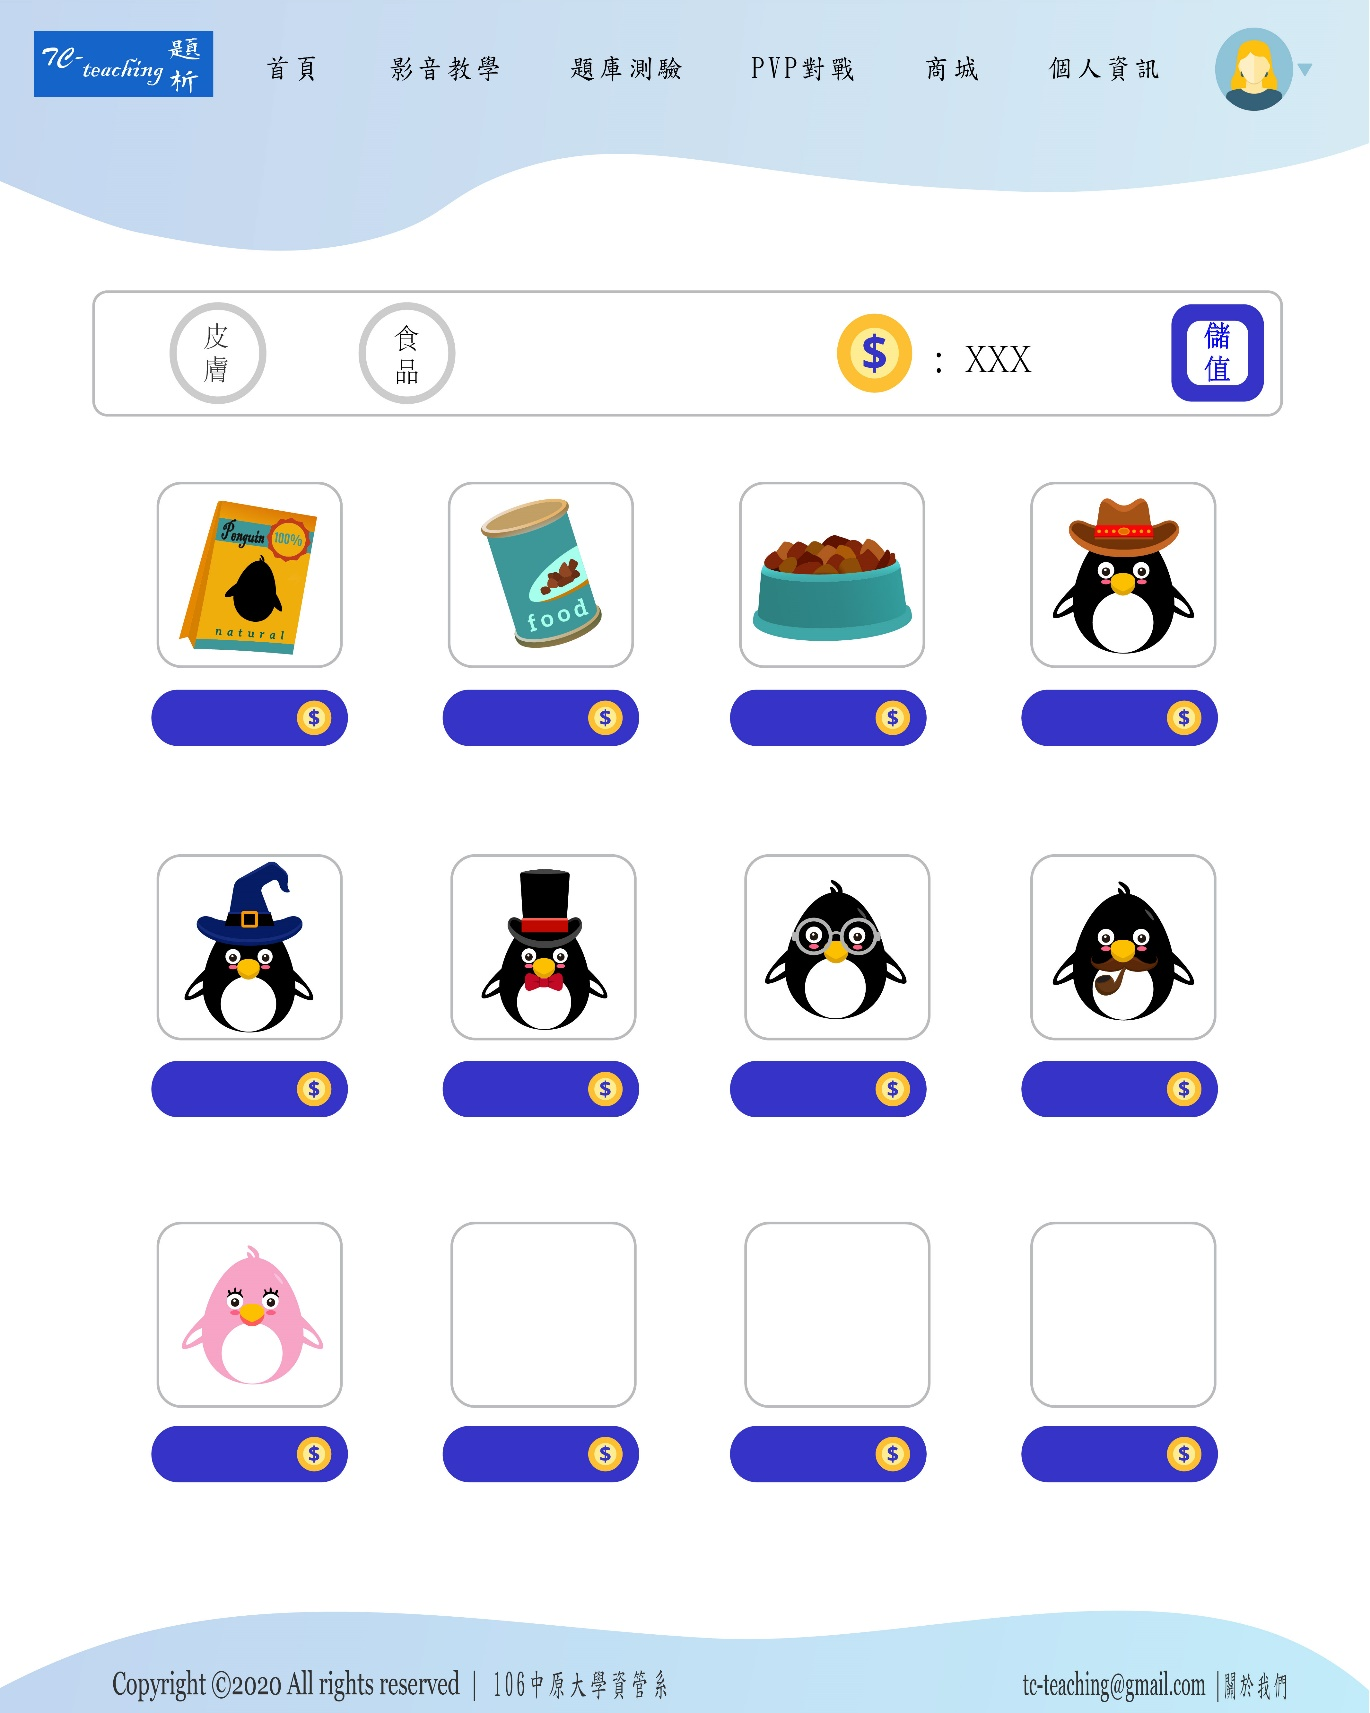 TC-teaching 題析
首頁 影音教學 題庫測驗 PVP對戰 商城 個人資訊
皮膚 食品 $ : XXX 儲值
Penguin 100%
natural
food
$ $ $ $
$ $ $ $
$ $ $ $
Copyright ©2020 All rights reserved | 106中原大學資管系 tc-teaching@gmail.com |關於我們